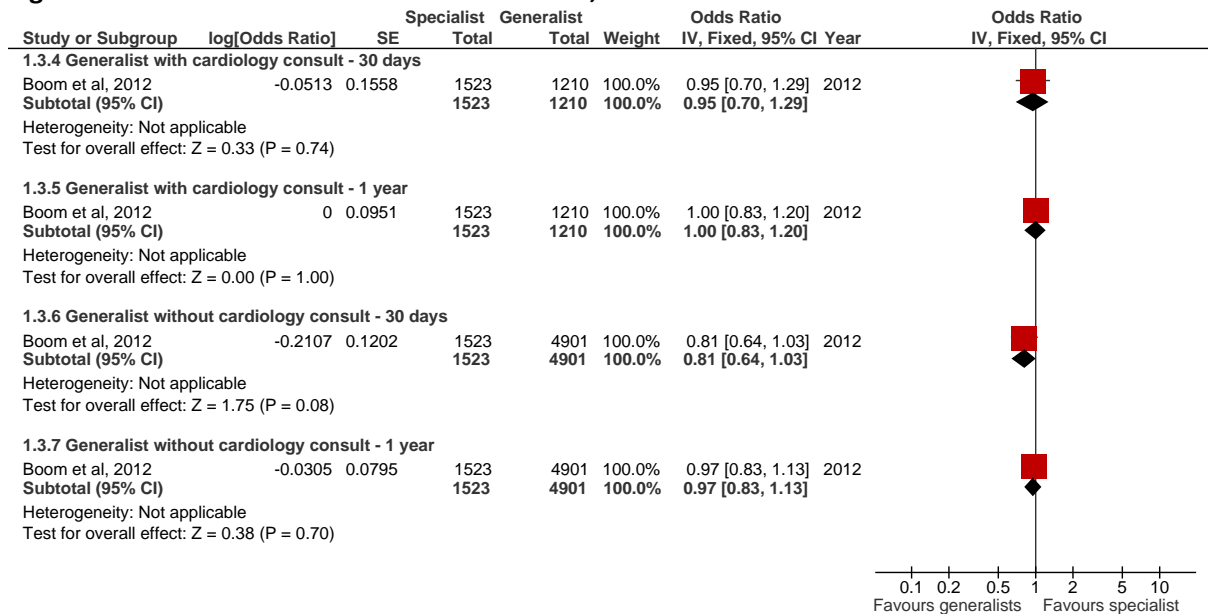 Specialist Generalist Odds Ratio Odds Ratio
Study or Subgroup log[Odds Ratio] SE Total Total Weight IV, Fixed, 95% CI Year IV, Fixed, 95% CI
1.3.4 Generalist with cardiology consult - 30 days
Boom et al, 2012 -0.0513 0.1558 1523 1210 100.0% 0.95 [0.70, 1.29] 2012
Subtotal (95% CI) 1523 1210 100.0% 0.95 [0.70, 1.29]
Heterogeneity: Not applicable
Test for overall effect: Z = 0.33 (P = 0.74)
1.3.5 Generalist with cardiology consult - 1 year
Boom et al, 2012 0 0.0951 1523 1210 100.0% 1.00 [0.83, 1.20] 2012
Subtotal (95% CI) 1523 1210 100.0% 1.00 [0.83, 1.20]
Heterogeneity: Not applicable
Test for overall effect: Z = 0.00 (P = 1.00)
1.3.6 Generalist without cardiology consult - 30 days
Boom et al, 2012 -0.2107 0.1202 1523 4901 100.0% 0.81 [0.64, 1.03] 2012
Subtotal (95% CI) 1523 4901 100.0% 0.81 [0.64, 1.03]
Heterogeneity: Not applicable
Test for overall effect: Z = 1.75 (P = 0.08)
1.3.7 Generalist without cardiology consult - 1 year
Boom et al, 2012 -0.0305 0.0795 1523 4901 100.0% 0.97 [0.83, 1.13] 2012
Subtotal (95% CI) 1523 4901 100.0% 0.97 [0.83, 1.13]
Heterogeneity: Not applicable
Test for overall effect: Z = 0.38 (P = 0.70)
0.1 0.2 0.5 1 2 5 10
Favours generalists Favours specialist